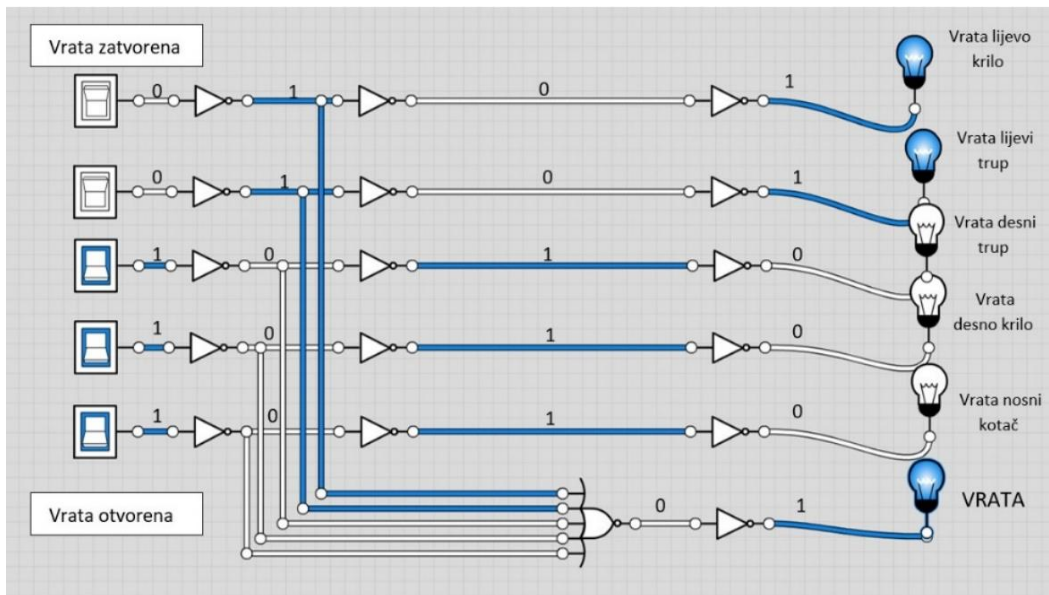 Vrata zatvorena
Vrata lijevo
krilo
0
1
0
1
Vrata lijevi
trup
0
1
0
1
Vrata desni
trup
1
0
1
0
Vrata
desno krilo
1
0
1
0
Vrata nosni
kotač
1
0
1
0
Vrata otvorena
0
1
VRATA